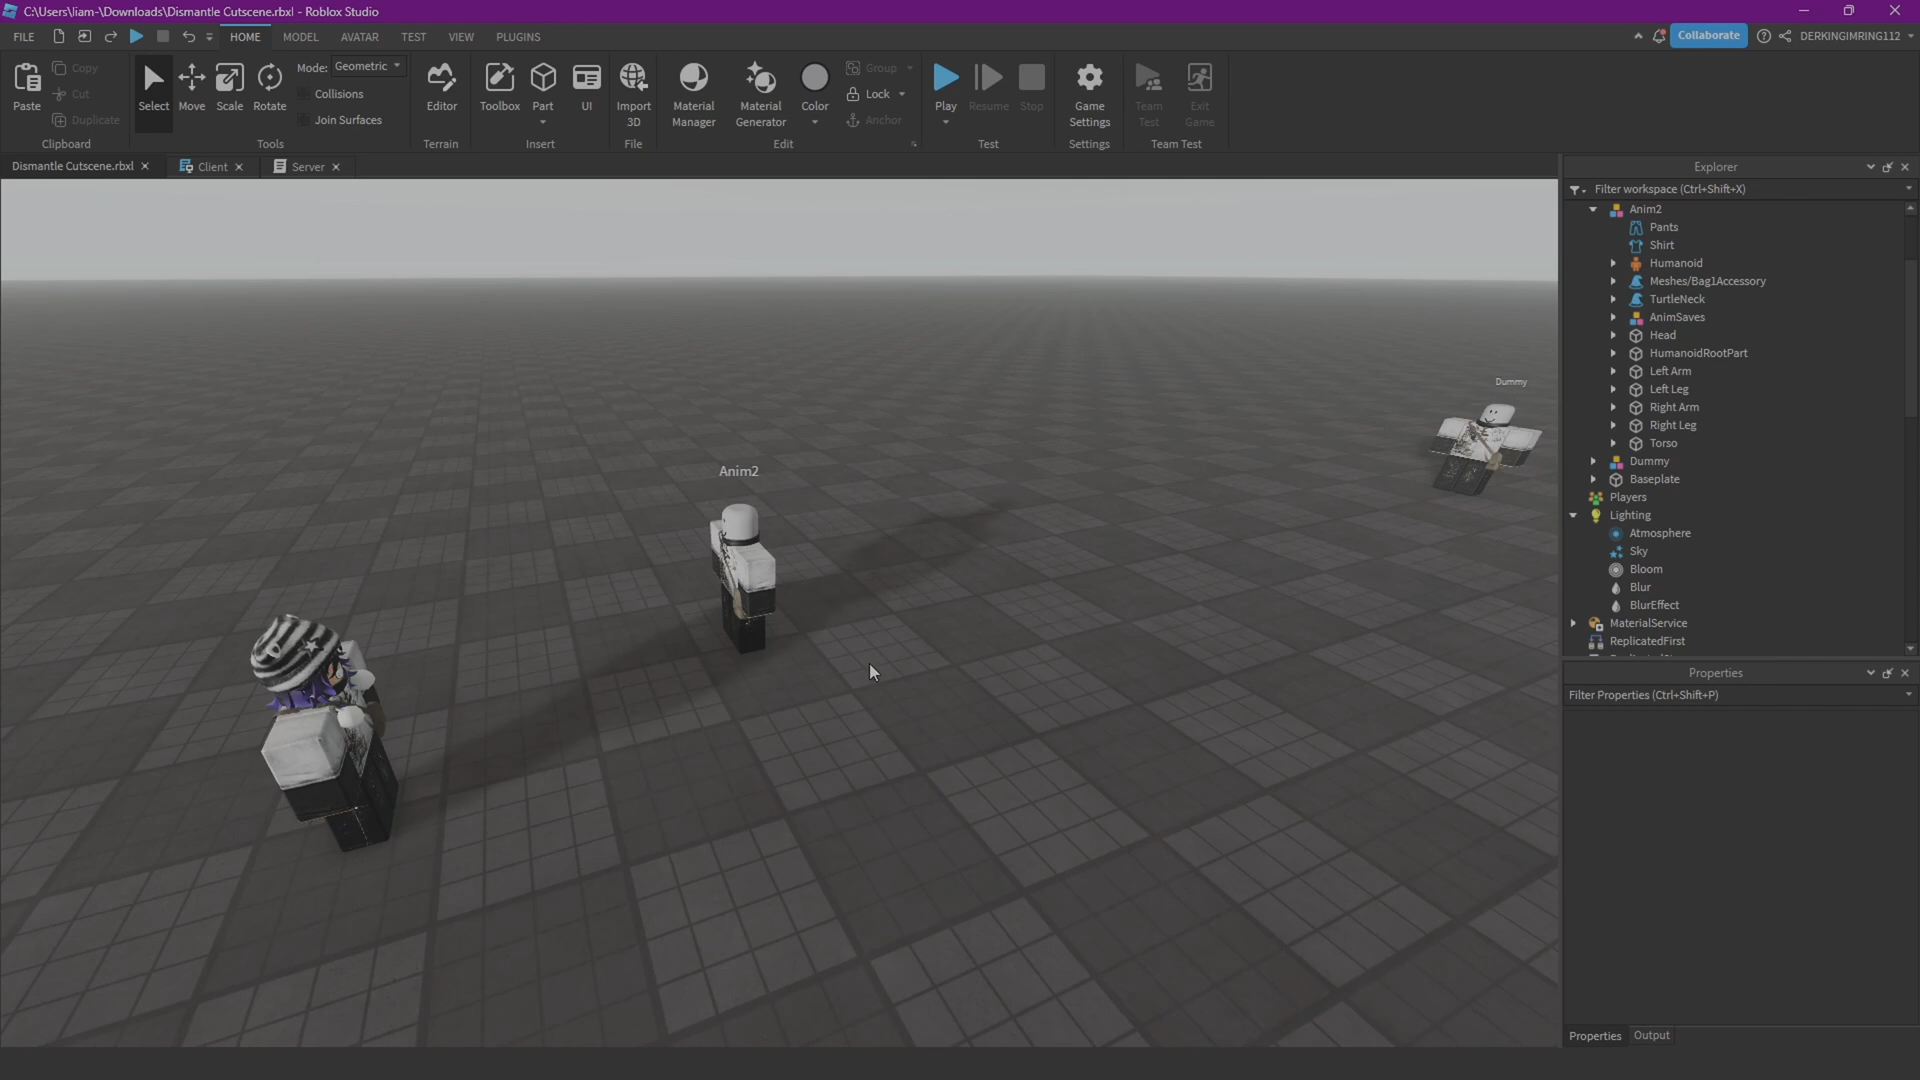 C:\Users\liam-\Downloads\Dismantle Cutscene.rbxl - Roblox Studio
FILE
HOME
MODEL
AVATAR
TEST
VIEW
PLUGINS
Collaborate
DERKINGIMRING112
Paste
Copy
Cut
Duplicate
Clipboard
Select
Move
Scale
Rotate
Mode: Geometric
Collisions
Join Surfaces
Tools
Editor
Terrain
Toolbox
Part
UI
Insert
Import 3D
File
Material Manager
Material Generator
Color
Group
Lock
Anchor
Edit
Play
Resume
Stop
Test
Game Settings
Settings
Team Test
Exit Game
Team Test
Dismantle Cutscene.rbxl
Client
Server
Dummy
Anim2
Explorer
Filter workspace (Ctrl+Shift+X)
Anim2
Pants
Shirt
Humanoid
Meshes/Bag1Accessory
TurtleNeck
AnimSaves
Head
HumanoidRootPart
Left Arm
Left Leg
Right Arm
Right Leg
Torso
Dummy
Baseplate
Players
Lighting
Atmosphere
Sky
Bloom
Blur
BlurEffect
MaterialService
ReplicatedFirst
Properties
Filter Properties (Ctrl+Shift+P)
Properties
Output